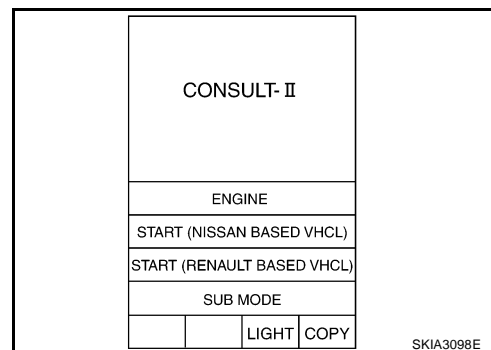 CONSULT-II
ENGINE
START (NISSAN BASED VHCL)
START (RENAULT BASED VHCL)
SUB MODE
LIGHT COPY
SKIA3098E